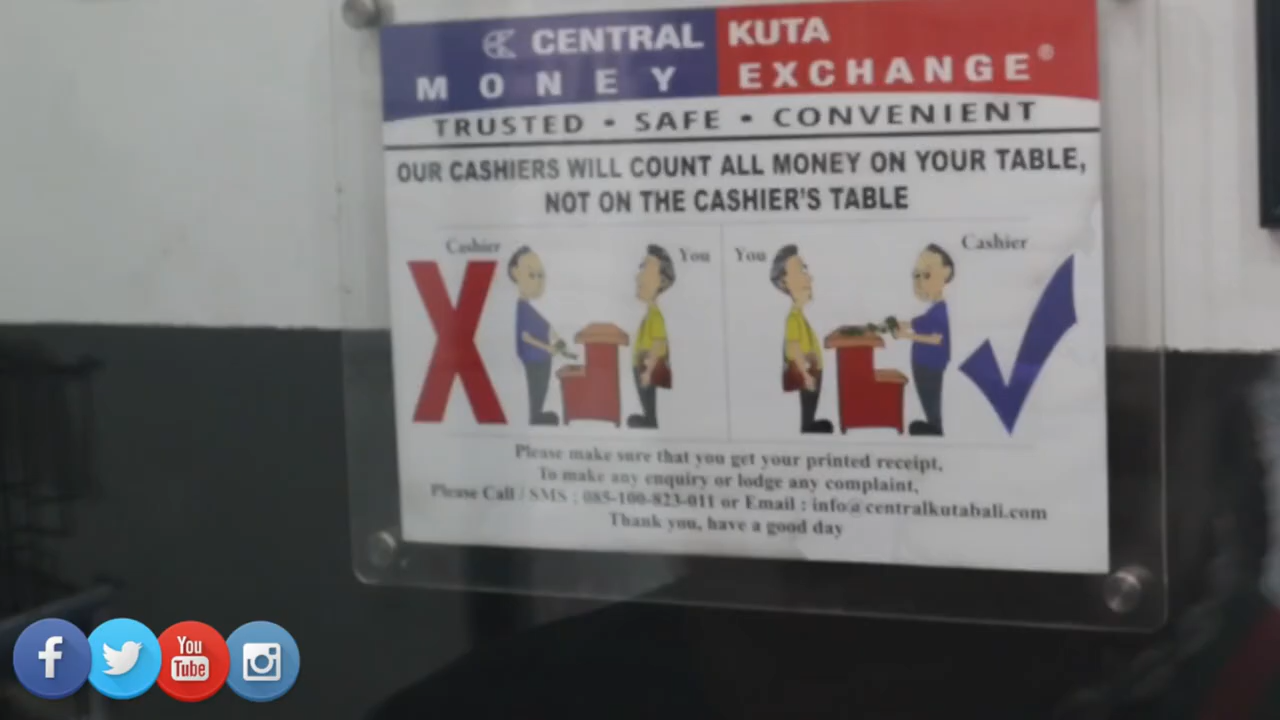 CENTRAL KUTA
MONEY EXCHANGE®
TRUSTED • SAFE • CONVENIENT
OUR CASHIERS WILL COUNT ALL MONEY ON YOUR TABLE,
NOT ON THE CASHIER'S TABLE
Cashier You You Cashier
X
Please make sure that you get your printed receipt,
To make any enquiry or lodge any complaint,
Please Call / SMS : 085-100-823-011 or Email : info@centralkutabali.com
Thank you, have a good day
You
Tube